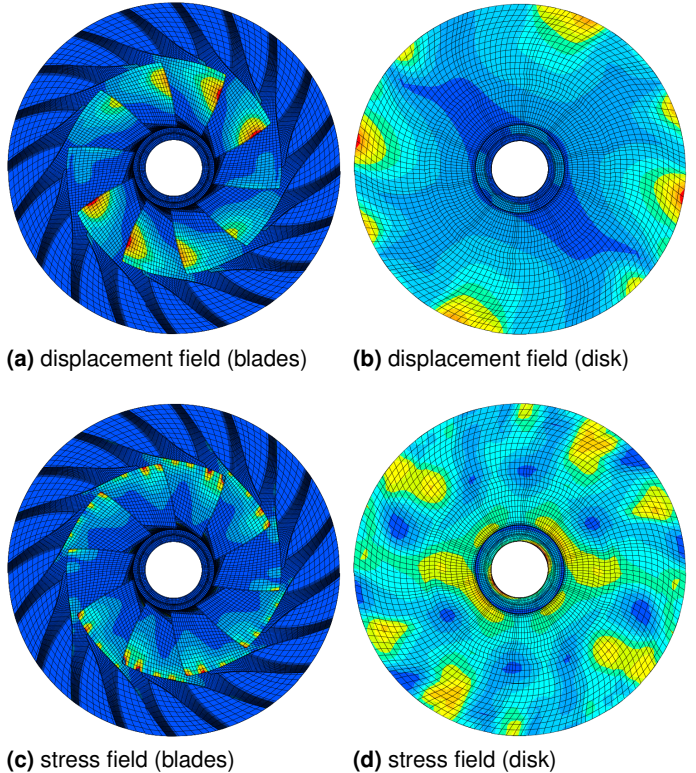 (a) displacement field (blades)
(b) displacement field (disk)
(c) stress field (blades)
(d) stress field (disk)